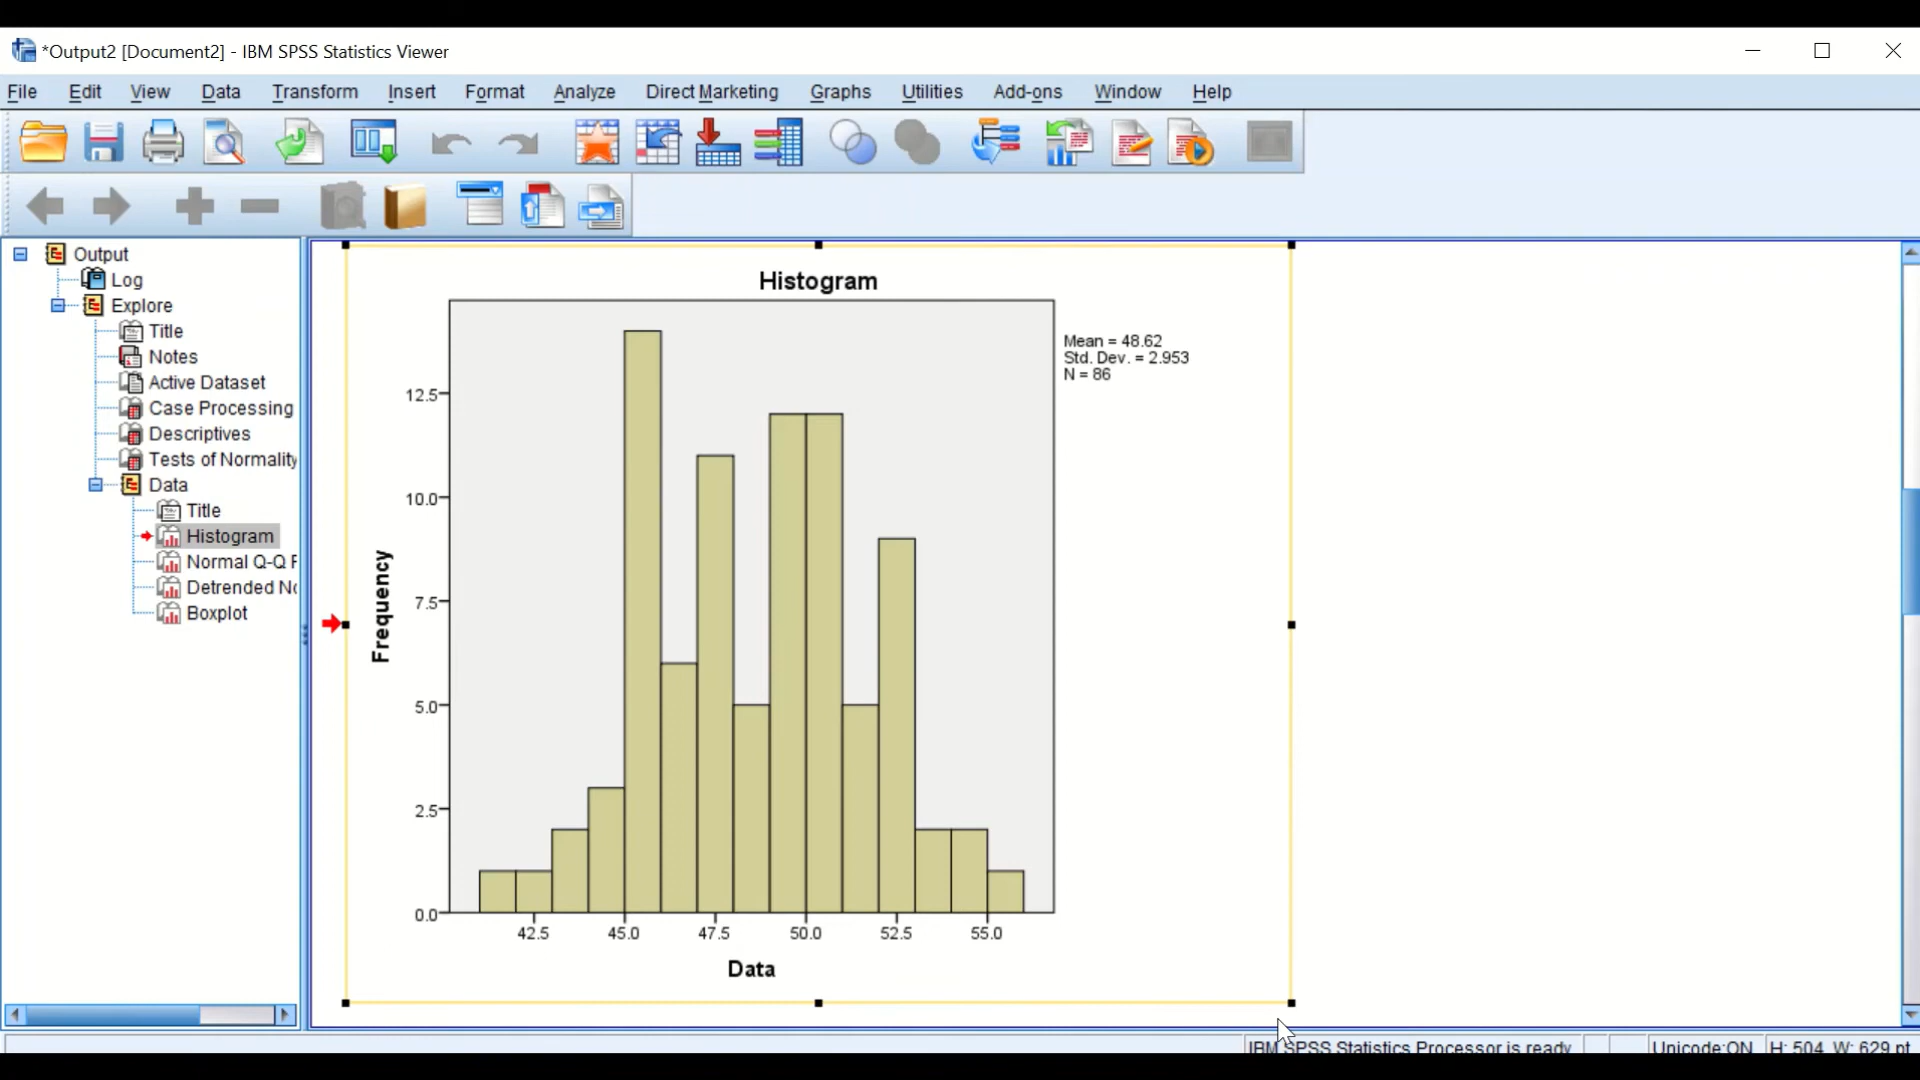 *Output2 [Document2] - IBM SPSS Statistics Viewer
File Edit View Data Transform Insert Format Analyze Direct Marketing Graphs Utilities Add-ons Window Help
Output
Log
Explore
Title
Notes
Active Dataset
Case Processing
Descriptives
Tests of Normality
Data
Title
Histogram
Normal Q-Q
Detrended
Boxplot
Histogram
Mean = 48.62
Std. Dev. = 2.953
N = 86
Frequency
12.5
10.0
7.5
5.0
2.5
0.0
42.5 45.0 47.5 50.0 52.5 55.0
Data
IBM SPSS Statistics Processor is ready Unicode:ON H: 504, W: 629 pt